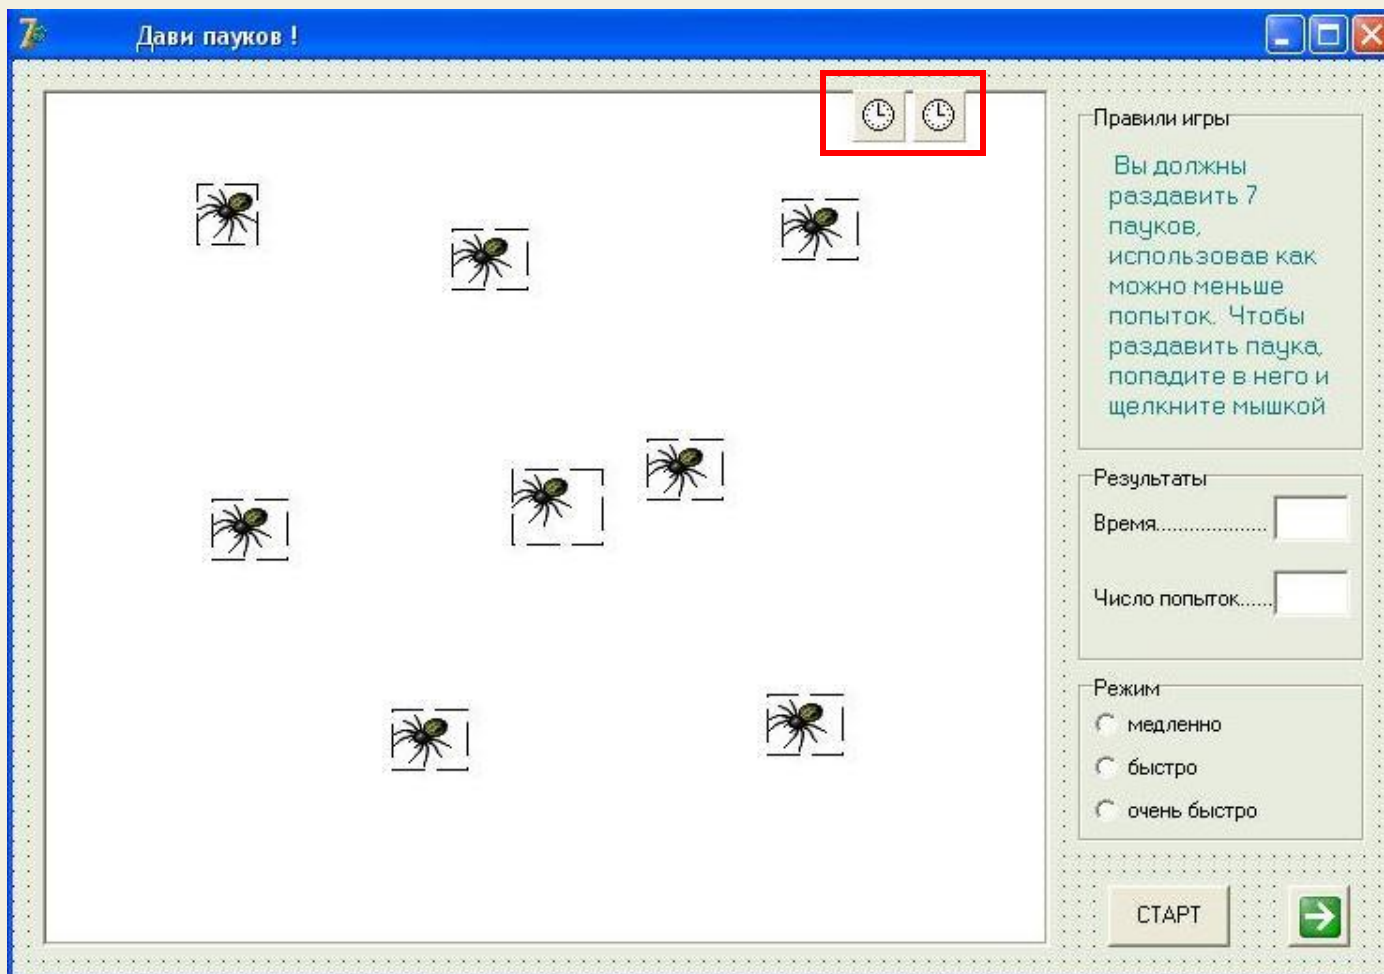 Дави пауков !
Правили игры
Вы должны
раздавить 7
пауков,
использовав как
можно меньше
попыток. Чтобы
раздавить паука,
попадите в него и
щелкните мышкой
Результаты
Время...................
Число попыток......
Режим
медленно
быстро
очень быстро
СТАРТ